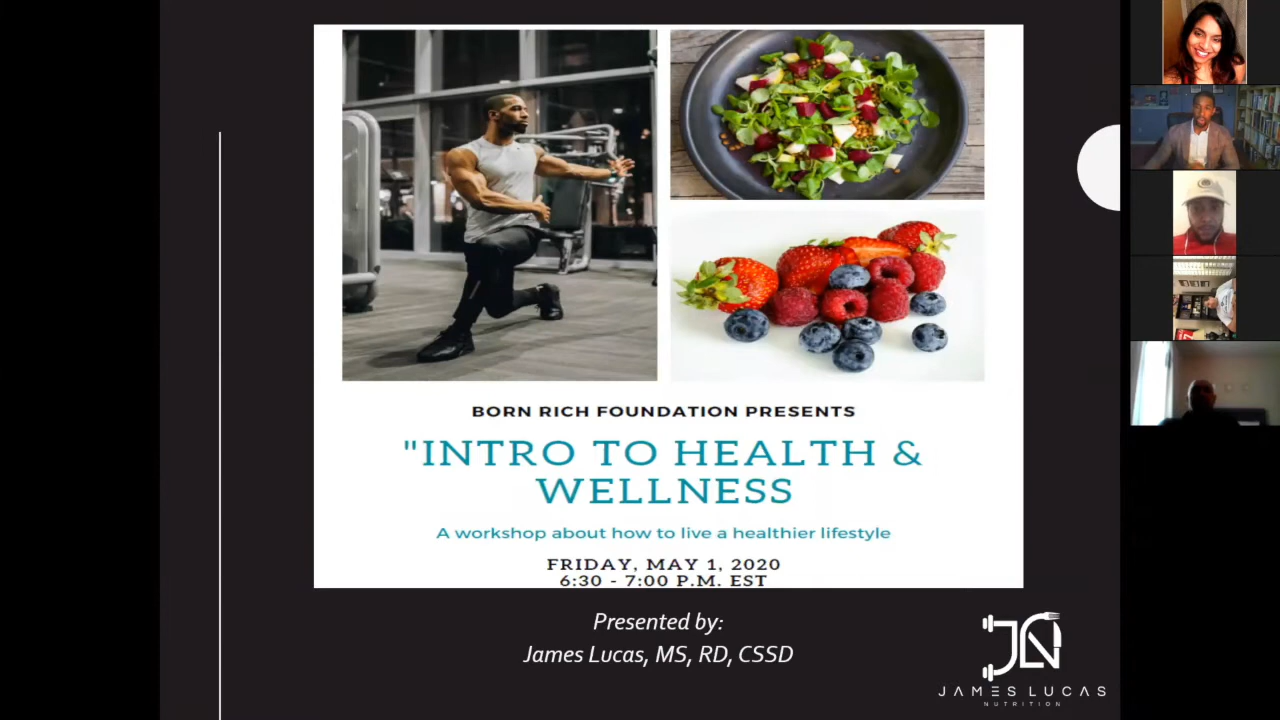 BORN RICH FOUNDATION PRESENTS
"INTRO TO HEALTH &
WELLNESS
A workshop about how to live a healthier lifestyle
FRIDAY, MAY 1, 2020
6:30 - 7:00 P.M. EST
Presented by:
James Lucas, MS, RD, CSSD
JN
JAMES LUCAS
NUTRITION